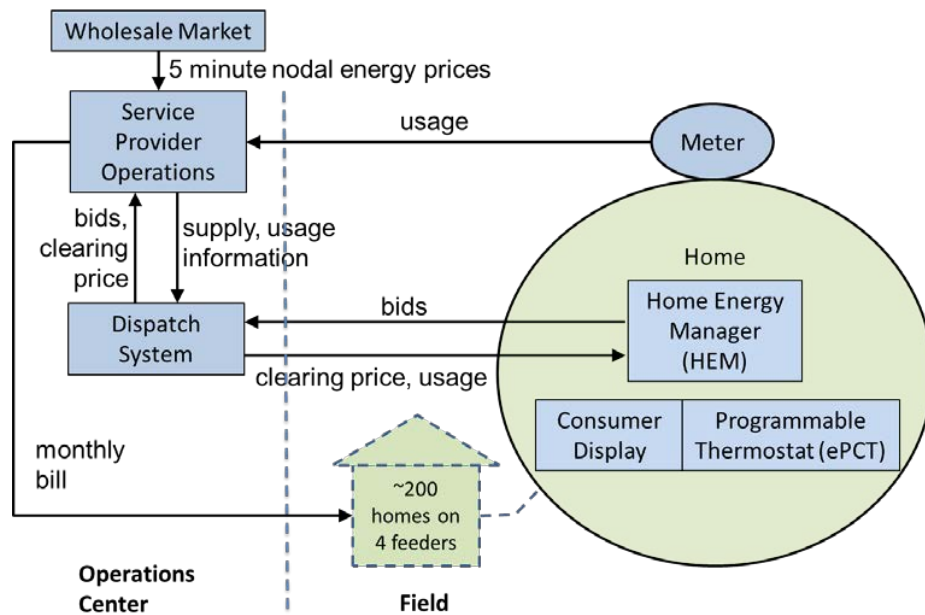 Wholesale Market
5 minute nodal energy prices
Service
Provider
Operations
usage
Meter
bids,
clearing
price
supply, usage
information
Home
Home Energy
Manager
(HEM)
bids
Dispatch
System
clearing price, usage
Consumer
Display
Programmable
Thermostat (ePCT)
monthly
bill
~200
homes on
4 feeders
Operations
Center
Field